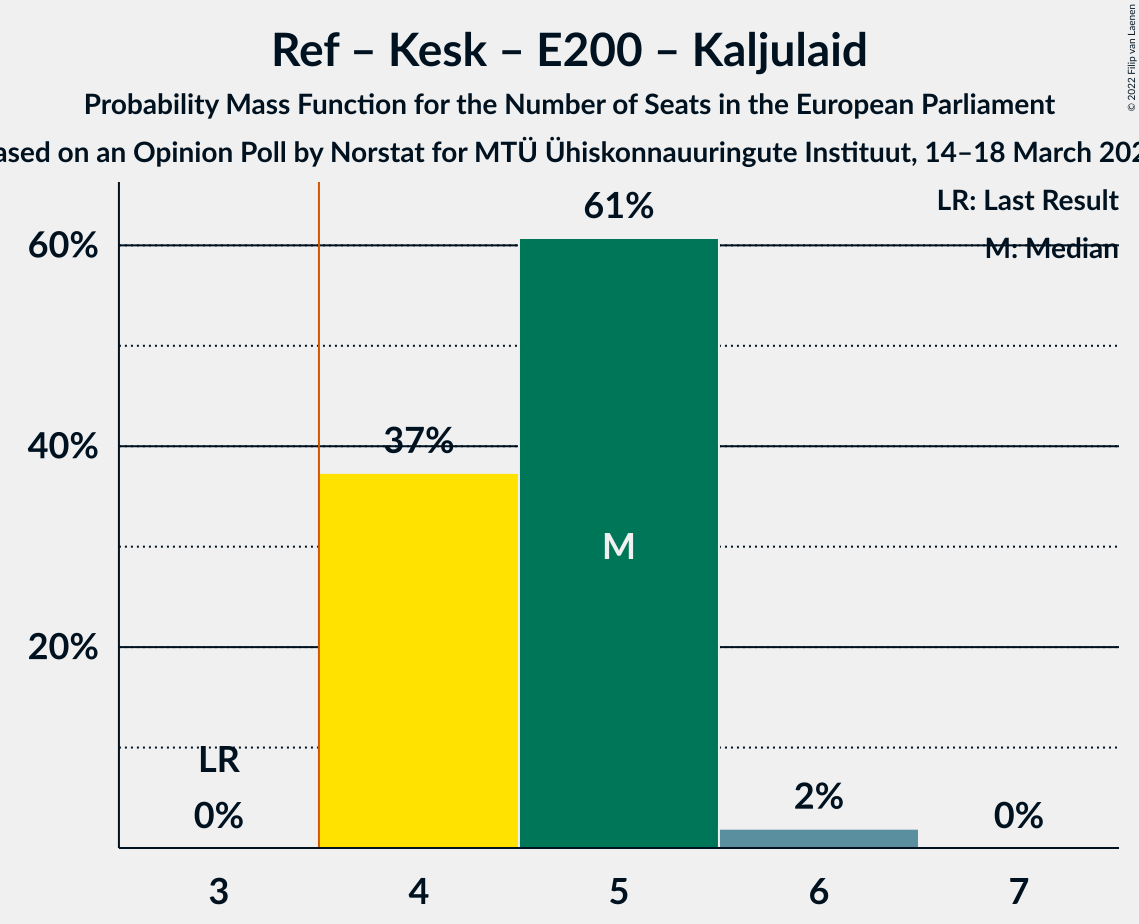 Ref – Kesk – E200 – Kaljulaid
Probability Mass Function for the Number of Seats in the European Parliament
on an Opinion Poll by Norstat for MTÜ Ühiskonnauuringute Instituut, 14–18 March
© 2022 Filip van Laenen
LR: Last Result
M: Median
61%
60%
37%
40%
M
20%
LR
0%
2%
0%
3 4 5 6 7